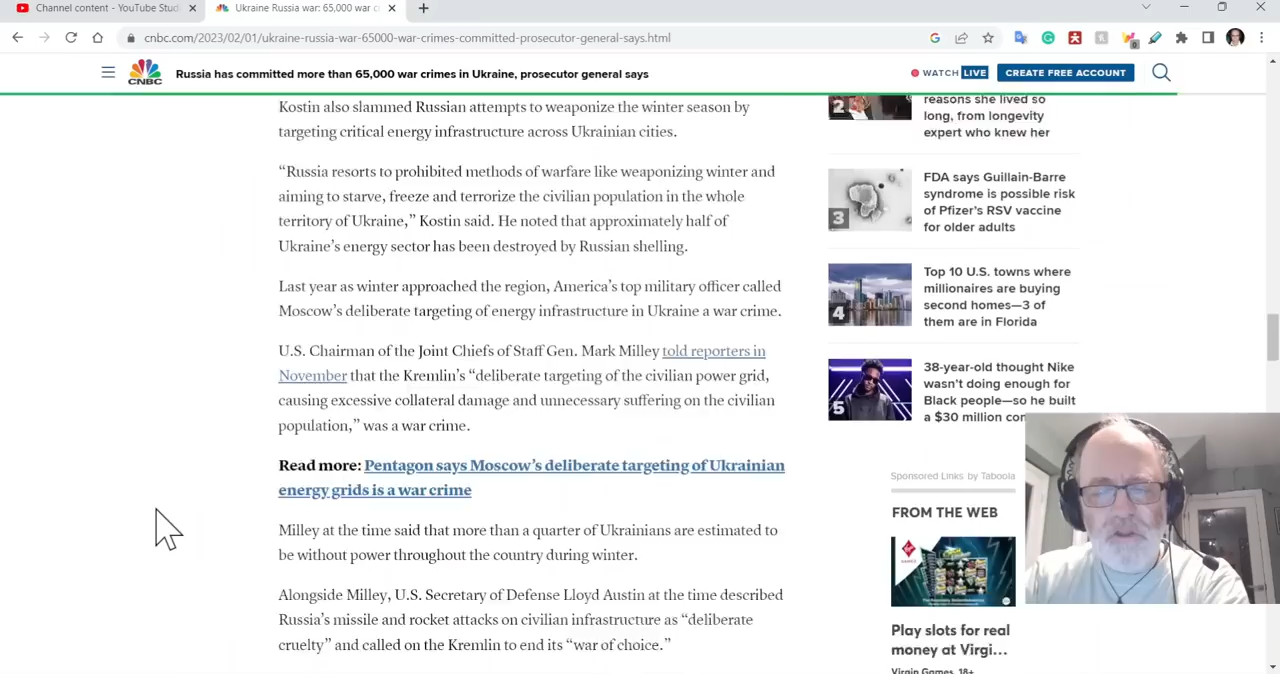 Channel content - YouTube Stud
Ukraine Russia war: 65,000 war c
cnbc.com/2023/02/01/ukraine-russia-war-65000-war-crimes-committed-prosecutor-general-says.html
CNBC
Russia has committed more than 65,000 war crimes in Ukraine, prosecutor general says
WATCH LIVE
CREATE FREE ACCOUNT
Kostin also slammed Russian attempts to weaponize the winter season by
targeting critical energy infrastructure across Ukrainian cities.
“Russia resorts to prohibited methods of warfare like weaponizing winter and
aiming to starve, freeze and terrorize the civilian population in the whole
territory of Ukraine,” Kostin said. He noted that approximately half of
Ukraine’s energy sector has been destroyed by Russian shelling.
Last year as winter approached the region, America’s top military officer called
Moscow’s deliberate targeting of energy infrastructure in Ukraine a war crime.
U.S. Chairman of the Joint Chiefs of Staff Gen. Mark Milley told reporters in
November that the Kremlin’s “deliberate targeting of the civilian power grid,
causing excessive collateral damage and unnecessary suffering on the civilian
population,” was a war crime.
Read more: Pentagon says Moscow’s deliberate targeting of Ukrainian
energy grids is a war crime
Milley at the time said that more than a quarter of Ukrainians are estimated to
be without power throughout the country during winter.
Alongside Milley, U.S. Secretary of Defense Lloyd Austin at the time described
Russia’s missile and rocket attacks on civilian infrastructure as “deliberate
cruelty” and called on the Kremlin to end its “war of choice.”
2
reasons she lived so
long, from longevity
expert who knew her
3
FDA says Guillain-Barre
syndrome is possible risk
of Pfizer’s RSV vaccine
for older adults
4
Top 10 U.S. towns where
millionaires are buying
second homes—3 of
them are in Florida
5
38-year-old thought Nike
wasn’t doing enough for
Black people—so he built
a $30 million con
Sponsored Links by Taboola
FROM THE WEB
Play slots for real
money at Virgi…
Virgin Games, 18+